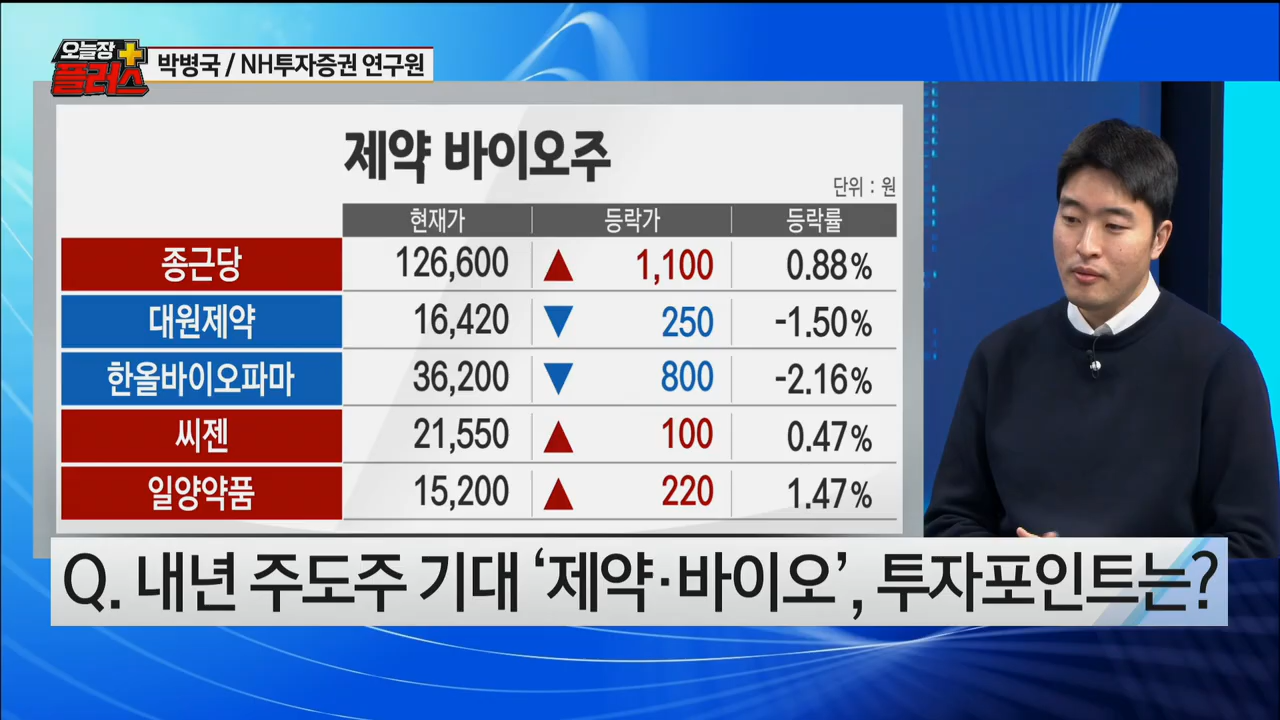 오늘장
플러스
박병국 / NH투자증권 연구원
제약 바이오주
단위 : 원
현재가 등락가 등락률
종근당 126,600 ▲ 1,100 0.88%
대원제약 16,420 ▼ 250 -1.50%
한올바이오파마 36,200 ▼ 800 -2.16%
씨젠 21,550 ▲ 100 0.47%
일양약품 15,200 ▲ 220 1.47%
Q. 내년 주도주 기대 ‘제약·바이오’, 투자포인트는?